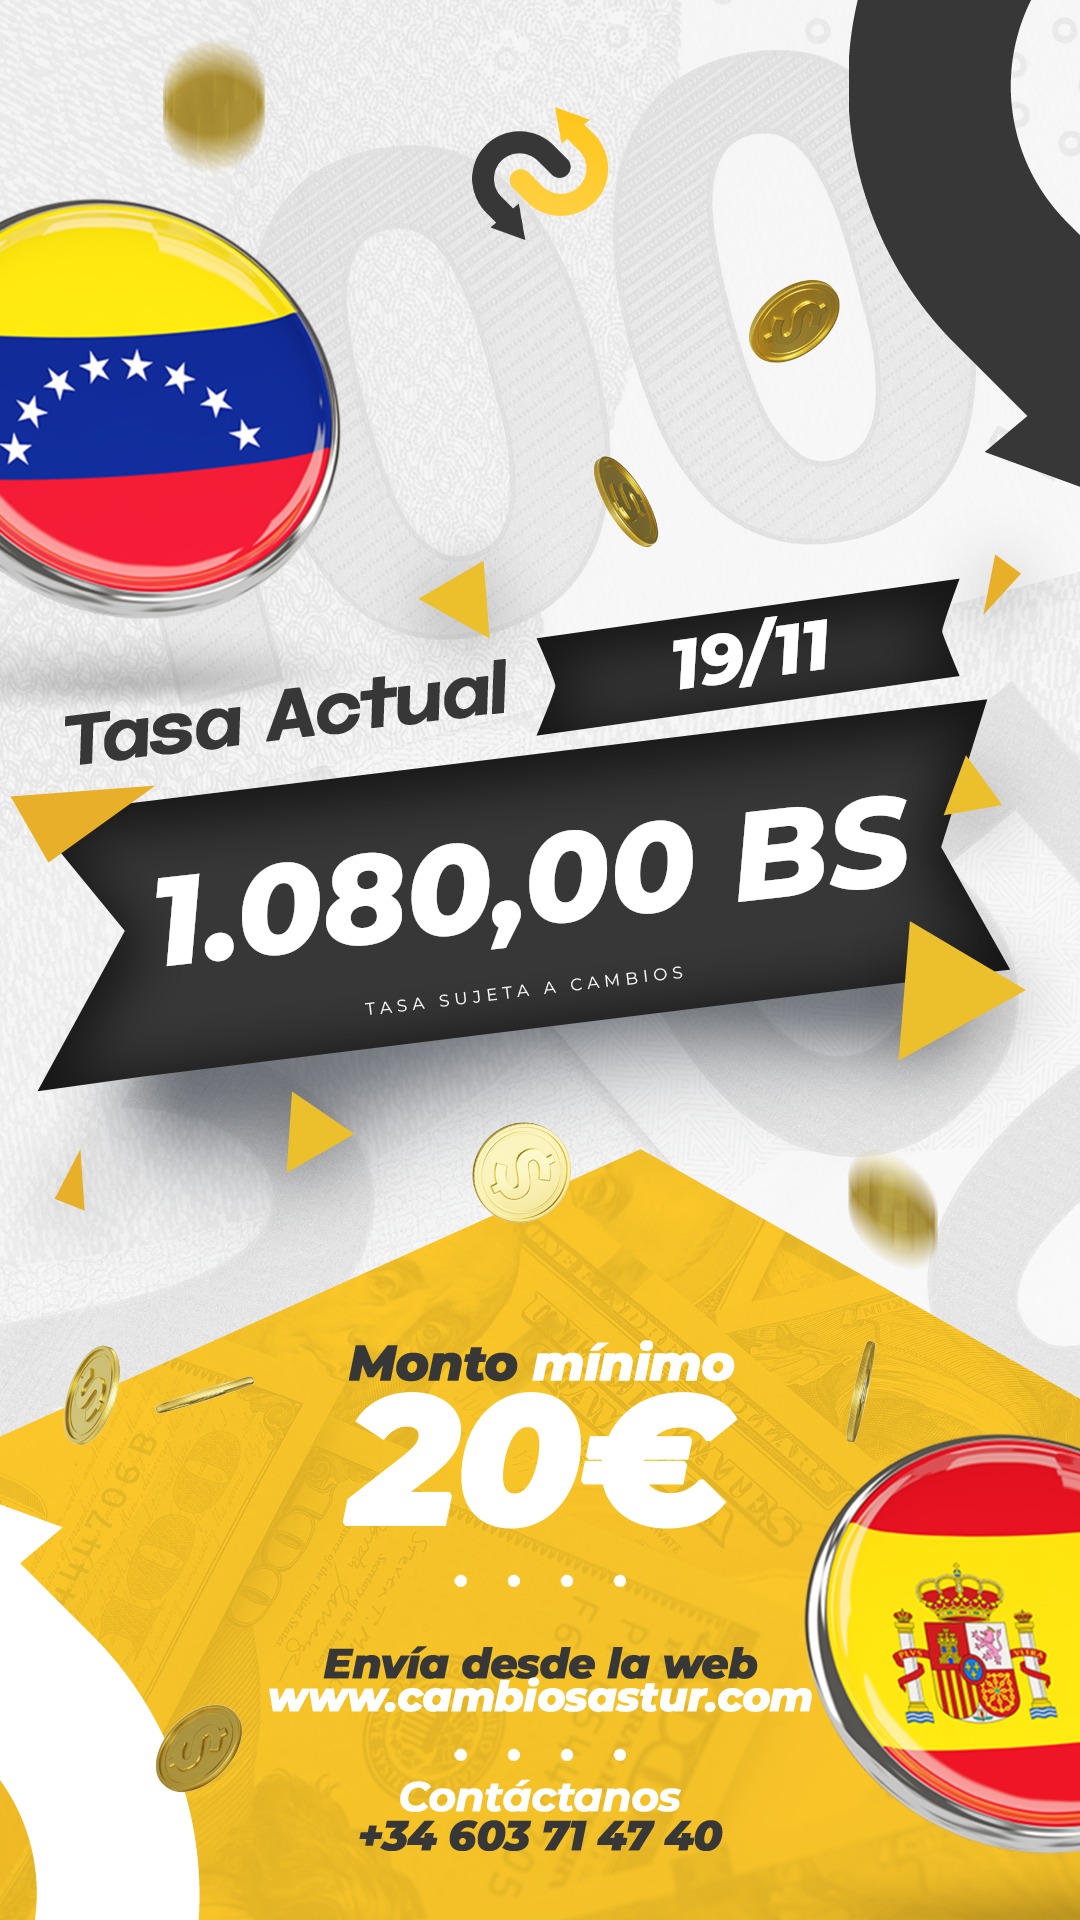 Tasa Actual
19/11
1.080,00 BS
TASA SUJETA A CAMBIOS
Monto mínimo
20€
Envía desde la web
www.cambiosastur.com
Contáctanos
+34 603 71 47 40